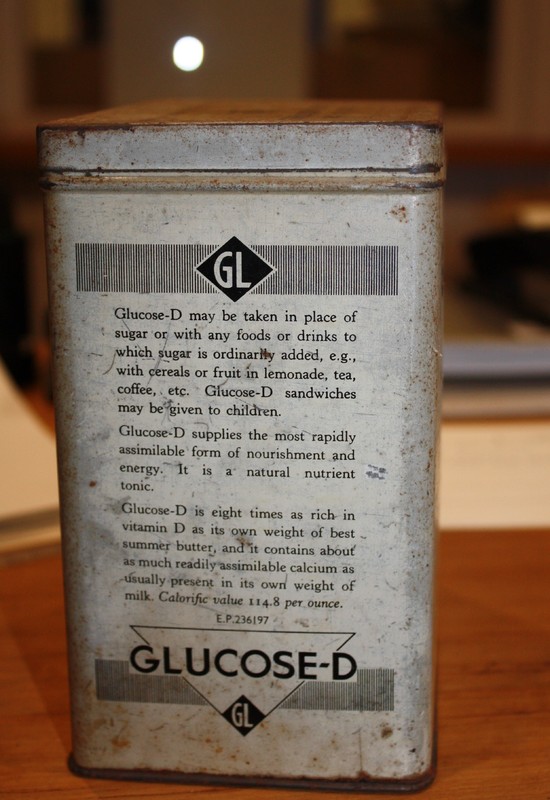 GL
Glucose-D may be taken in place of
sugar or with any foods or drinks to
which sugar is ordinarily added, e.g.,
with cereals or fruit in lemonade, tea,
coffee, etc. Glucose-D sandwiches
may be given to children.
Glucose-D supplies the most rapidly
assimilable form of nourishment and
energy. It is a natural nutrient
tonic.
Glucose-D is eight times as rich in
vitamin D as its own weight of best
summer butter, and it contains about
as much readily assimilable calcium as
usually present in its own weight of
milk. Calorific value 114.8 per ounce.
E.P.236197
GLUCOSE-D
GL